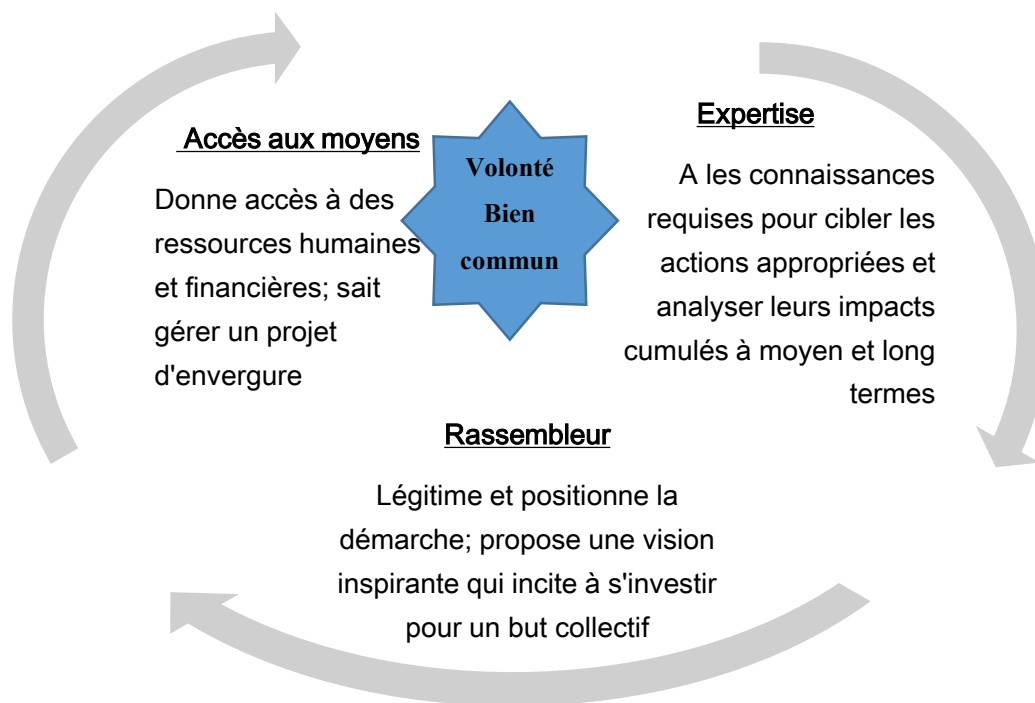 Accès aux moyens
Donne accès à des
ressources humaines
et financières; sait
gérer un projet
d'envergure
Volonté
Bien
commun
Expertise
A les connaissances
requises pour cibler les
actions appropriées et
analyser leurs impacts
cumulés à moyen et long
termes
Rassembleur
Légitime et positionne la
démarche; propose une vision
inspirante qui incite à s'investir
pour un but collectif